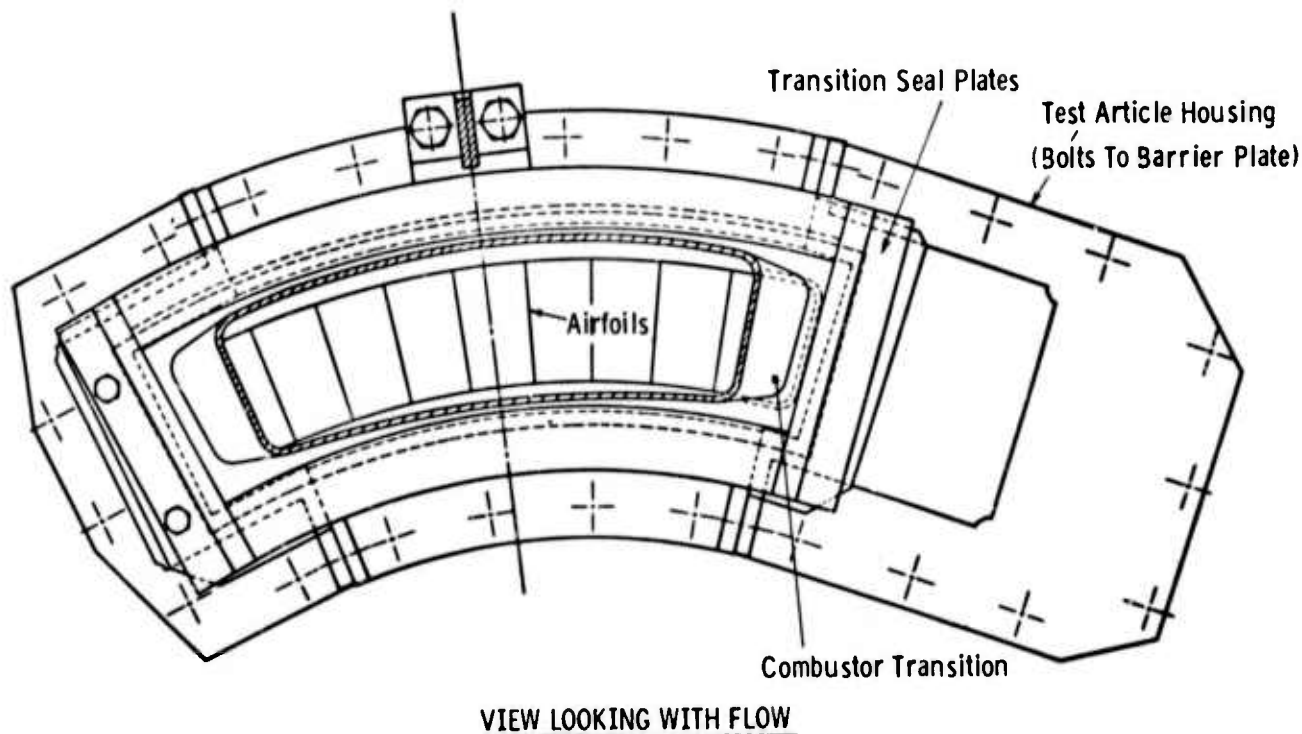 Transition Seal Plates
Test Article Housing
(Bolts To Barrier Plate)
Airfoils
Combustor Transition
VIEW LOOKING WITH FLOW